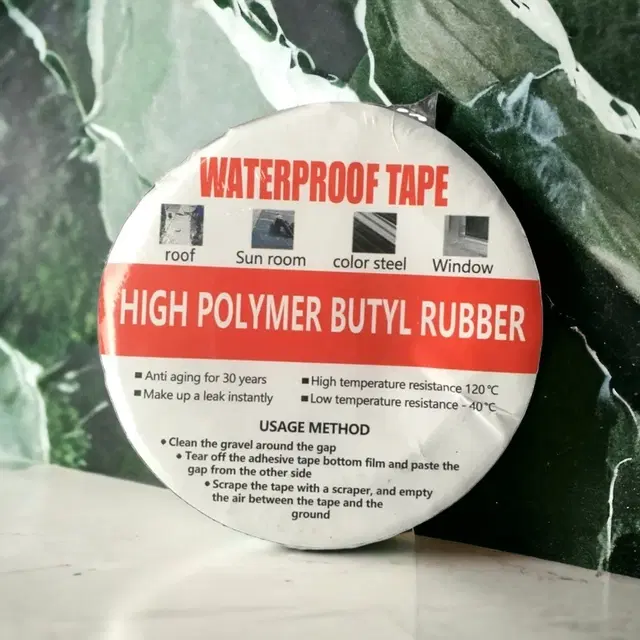 WATERPROOF TAPE
roof Sun room color steel Window
HIGH POLYMER BUTYL RUBBER
■ Anti aging for 30 years ■ High temperature resistance 120℃
■ Make up a leak instantly ■ Low temperature resistance - 40℃
USAGE METHOD
● Clean the gravel around the gap
● Tear off the adhesive tape bottom film and paste the
gap from the other side
● Scrape the tape with a scraper, and empty
the air between the tape and the
ground